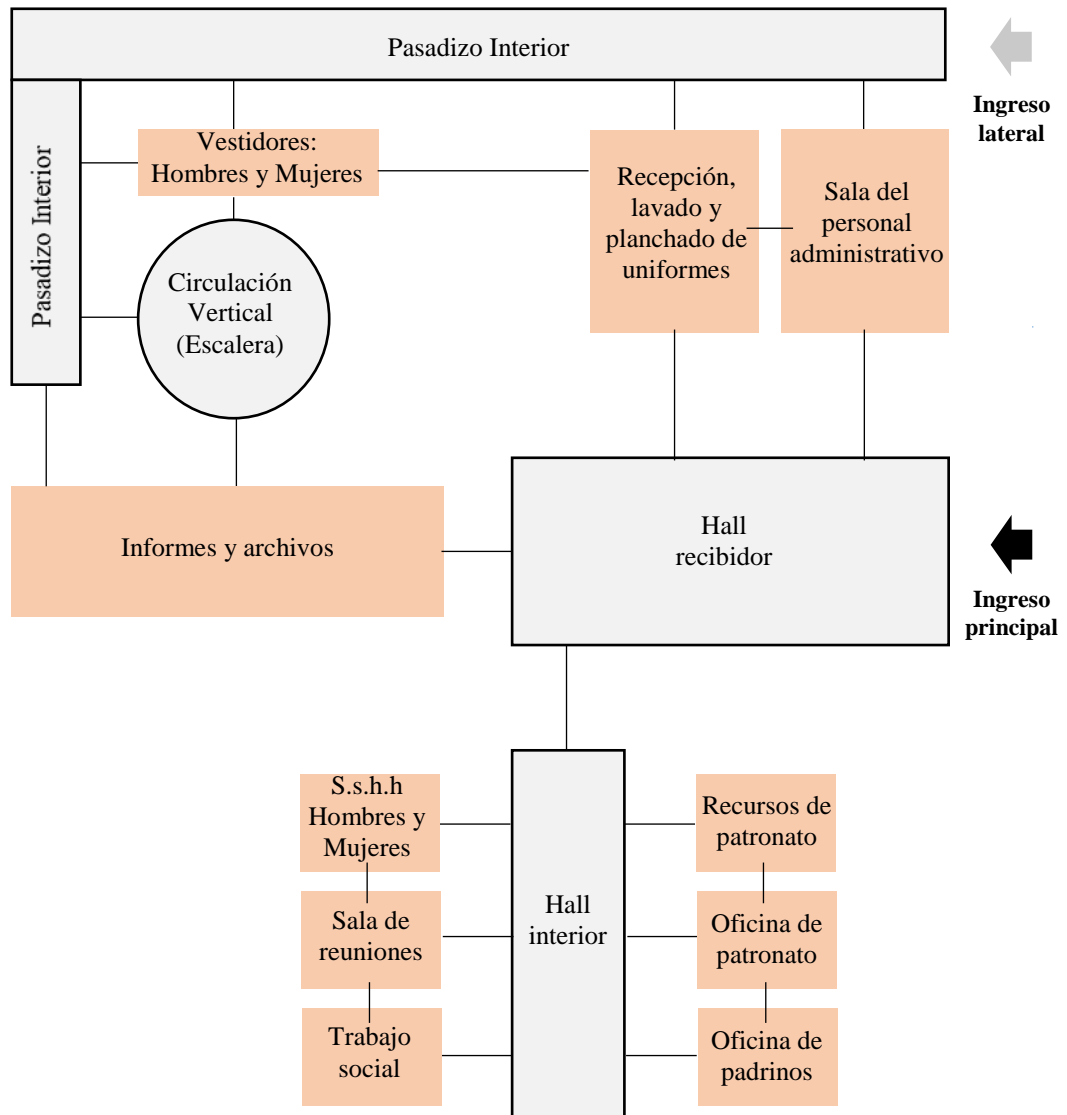 Pasadizo Interior
Ingreso
lateral
Pasadizo Interior
Vestidores:
Hombres y Mujeres
Recepción,
lavado y
planchado de
uniformes
Sala del
personal
administrativo
Circulación
Vertical
(Escalera)
Informes y archivos
Hall
recibidor
Ingreso
principal
S.s.h.h
Hombres y
Mujeres
Recursos de
patronato
Hall
interior
Sala de
reuniones
Oficina de
patronato
Trabajo
social
Oficina de
padrinos